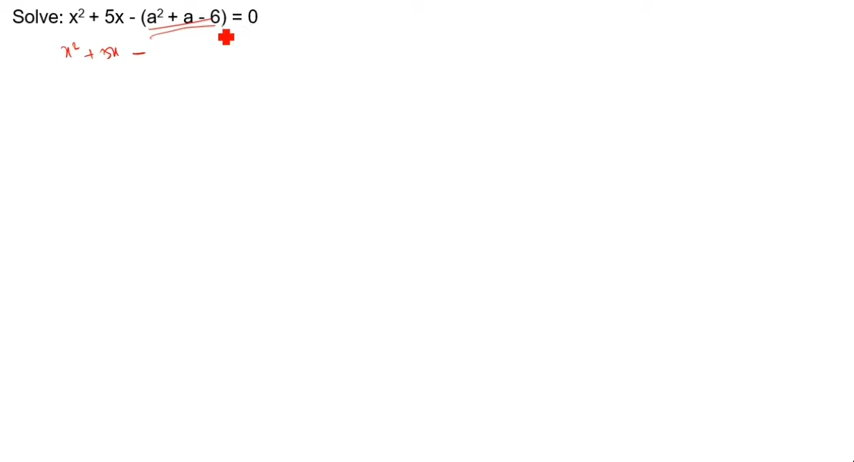 Solve: x² + 5x - (a² + a - 6) = 0
x² + 5x −